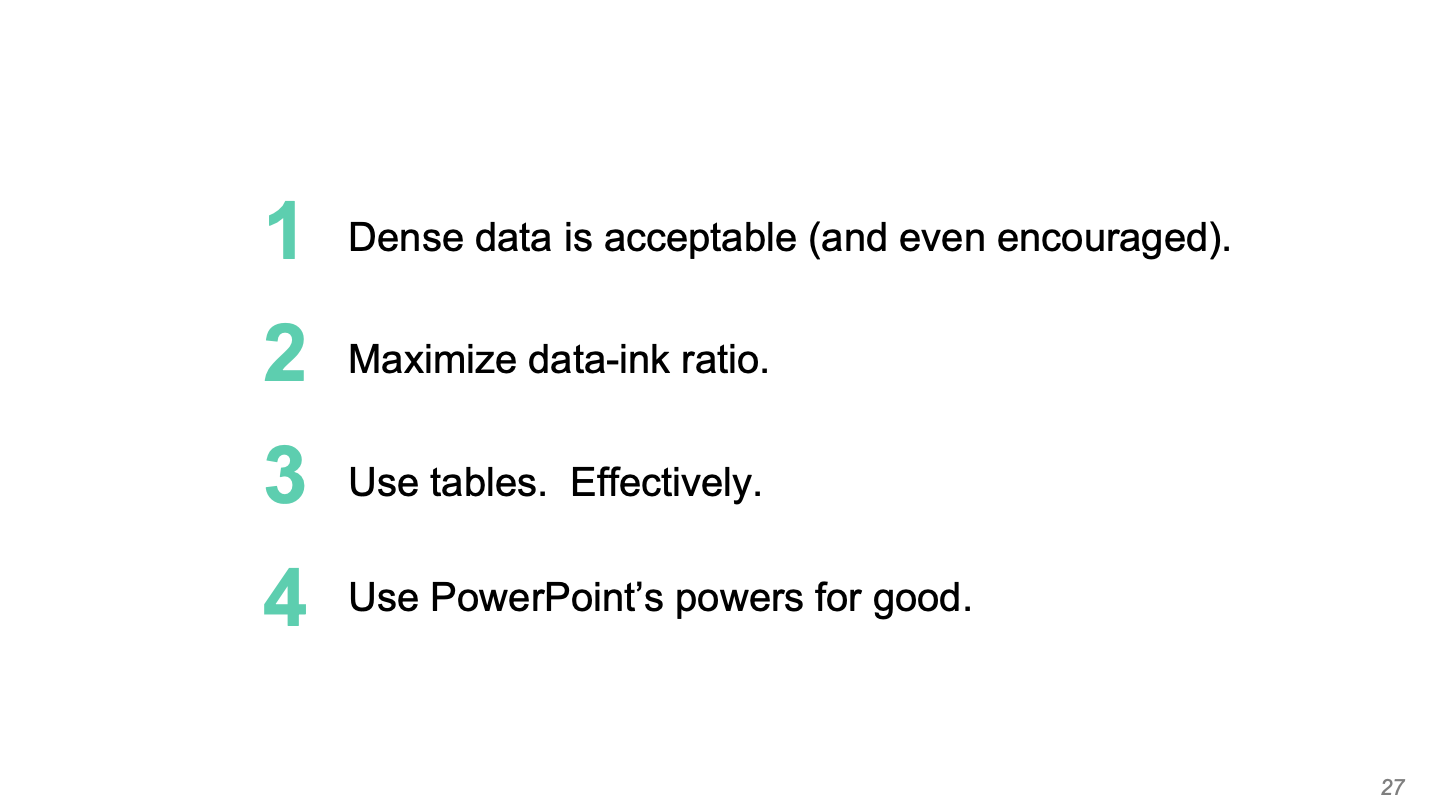 1 Dense data is acceptable (and even encouraged).
2 Maximize data-ink ratio.
3 Use tables.  Effectively.
4 Use PowerPoint’s powers for good.
27